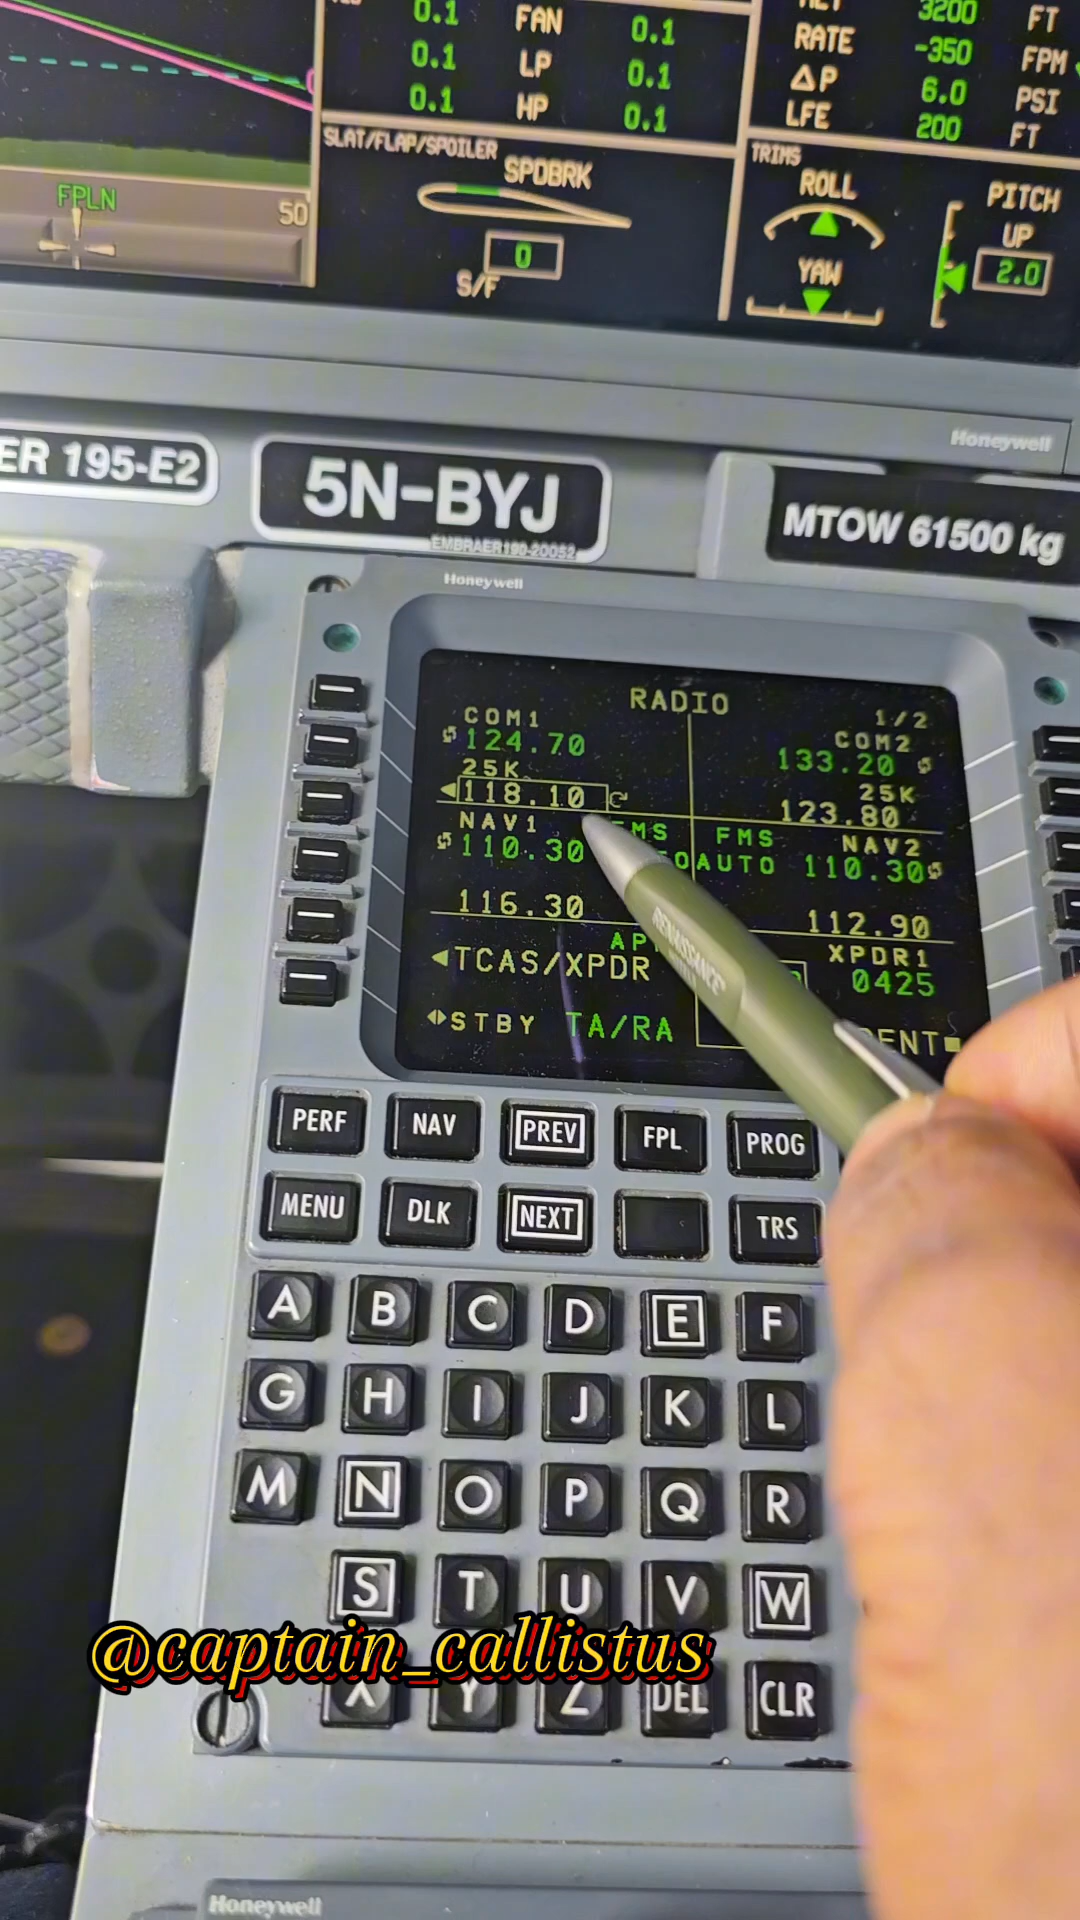 0.1 FAN 0.1
0.1 LP 0.1
0.1 HP 0.1
3200 FT
RATE -350 FPM
ΔP 6.0 PSI
LFE 200 FT
FPLN
50
SLAT/FLAP/SPOILER
SPDBRK
0
S/F
TRIMS
ROLL
YAW
PITCH
UP
2.0
Honeywell
ER 195-E2
5N-BYJ
EMBRAER190-20052
MTOW 61500 kg
Honeywell
RADIO
1/2
COM1
124.70
25K
118.10
COM2
133.20
25K
123.80
NAV1
110.30
116.30
FMS
AUTO
NAV2
110.30
112.90
TCAS/XPDR
XPDR1
0425
STBY TA/RA
RENAISSANCE
PERF NAV PREV FPL PROG
MENU DLK NEXT TRS
A B C D E F
G H I J K L
M N O P Q R
S T U V W
@captain_callistus
X Y Z DEL CLR
Honeywell